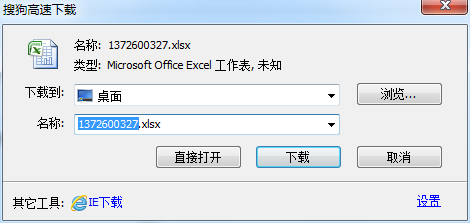 搜狗高速下载
名称: 1372600327.xlsx
类型: Microsoft Office Excel 工作表, 未知
下载到: 桌面 浏览...
名称: 1372600327.xlsx
直接打开 下载 取消
其它工具: IE下载 设置